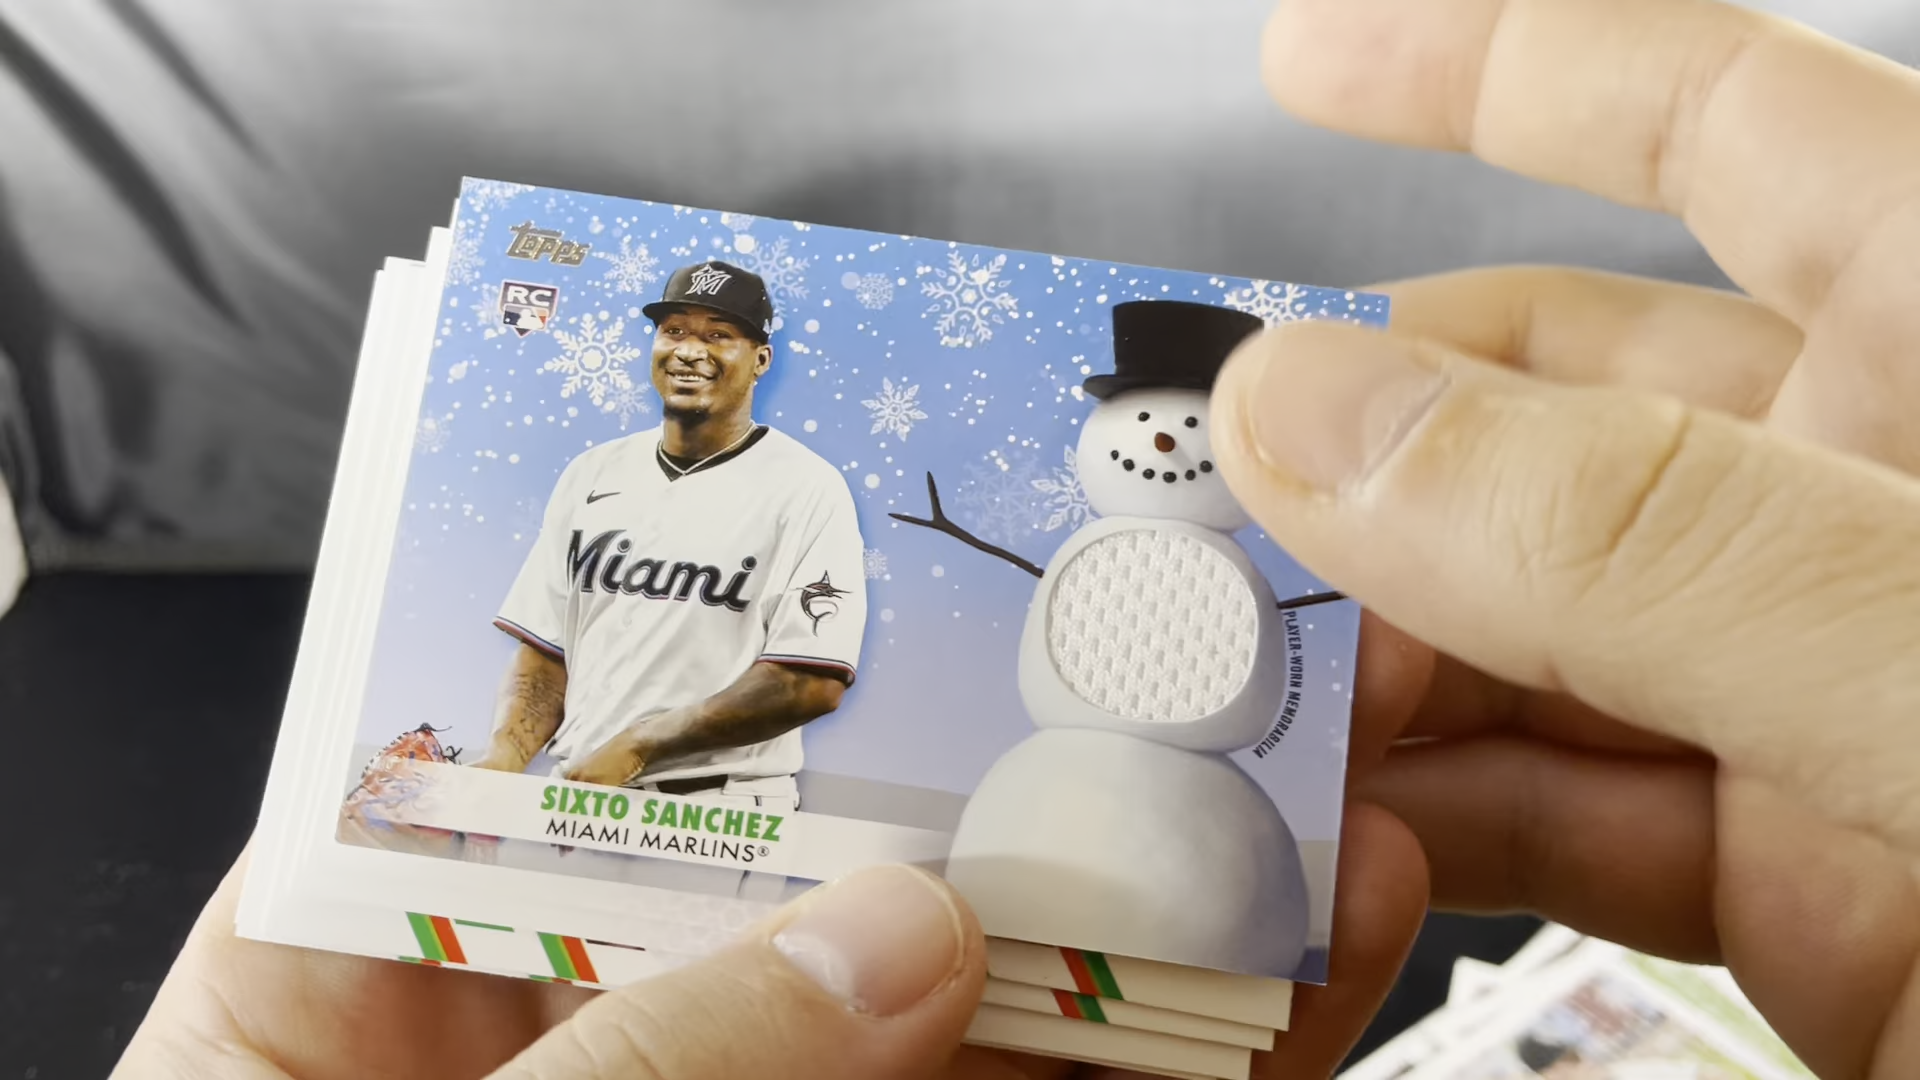 Topps
RC
M
Miami
PLAYER-WORN MEMORABILIA
SIXTO SANCHEZ
MIAMI MARLINS®